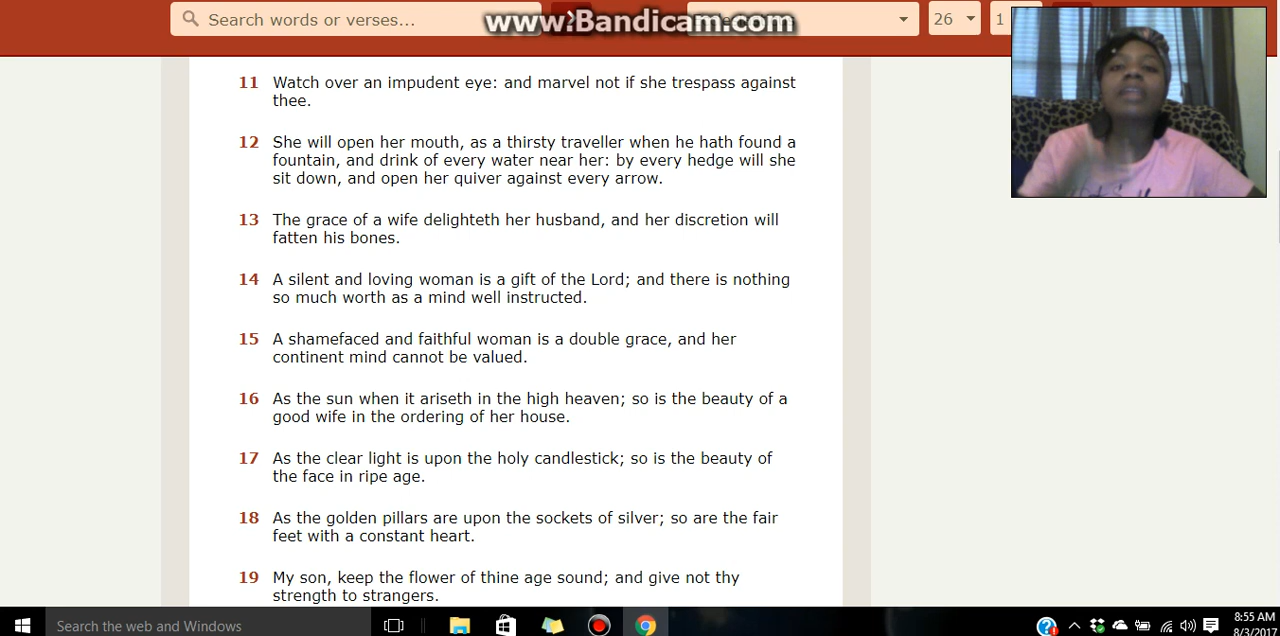 Search words or verses...
www.Bandicam.com
26
1
11 Watch over an impudent eye: and marvel not if she trespass against
thee.
12 She will open her mouth, as a thirsty traveller when he hath found a
fountain, and drink of every water near her: by every hedge will she
sit down, and open her quiver against every arrow.
13 The grace of a wife delighteth her husband, and her discretion will
fatten his bones.
14 A silent and loving woman is a gift of the Lord; and there is nothing
so much worth as a mind well instructed.
15 A shamefaced and faithful woman is a double grace, and her
continent mind cannot be valued.
16 As the sun when it ariseth in the high heaven; so is the beauty of a
good wife in the ordering of her house.
17 As the clear light is upon the holy candlestick; so is the beauty of
the face in ripe age.
18 As the golden pillars are upon the sockets of silver; so are the fair
feet with a constant heart.
19 My son, keep the flower of thine age sound; and give not thy
strength to strangers.
Search the web and Windows
8:55 AM
8/3/2017